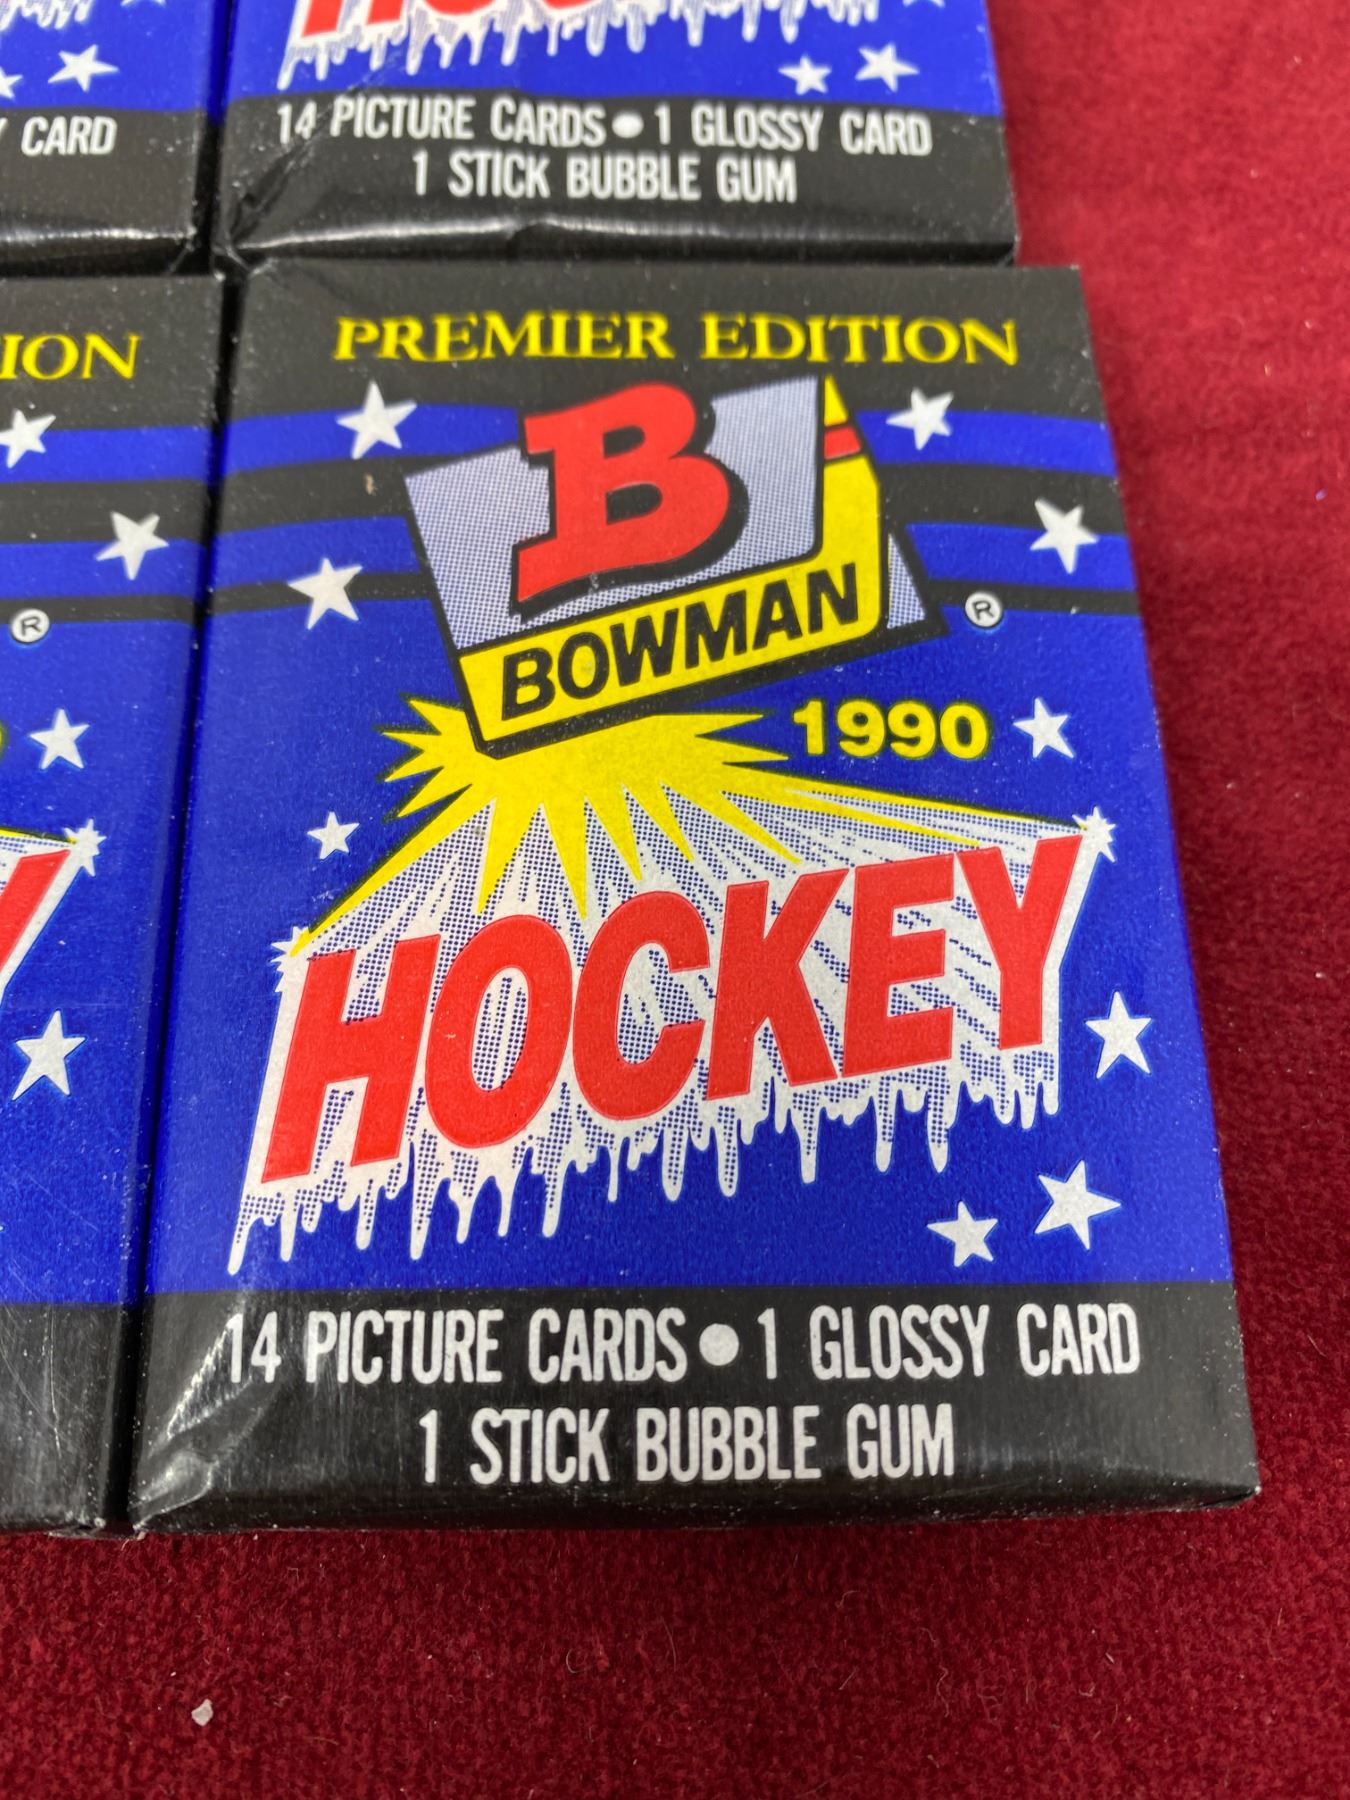 Y CARD
14 PICTURE CARDS • 1 GLOSSY CARD
1 STICK BUBBLE GUM
ION
PREMIER EDITION
B
BOWMAN
®
®
1990
HOCKEY
14 PICTURE CARDS • 1 GLOSSY CARD
1 STICK BUBBLE GUM